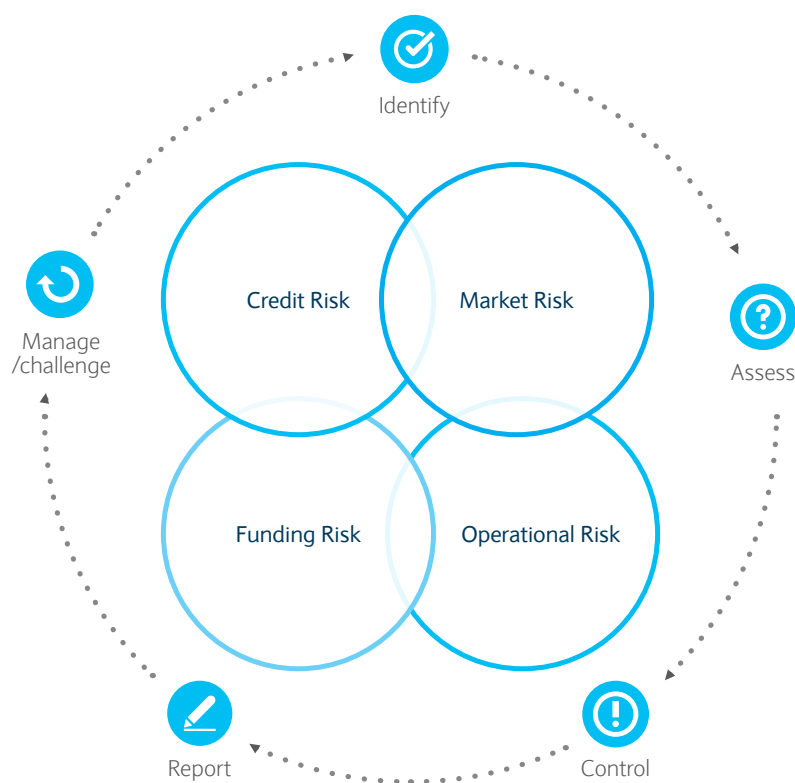 Identify
Credit Risk
Market Risk
Manage
/challenge
Assess
Funding Risk
Operational Risk
Report
Control